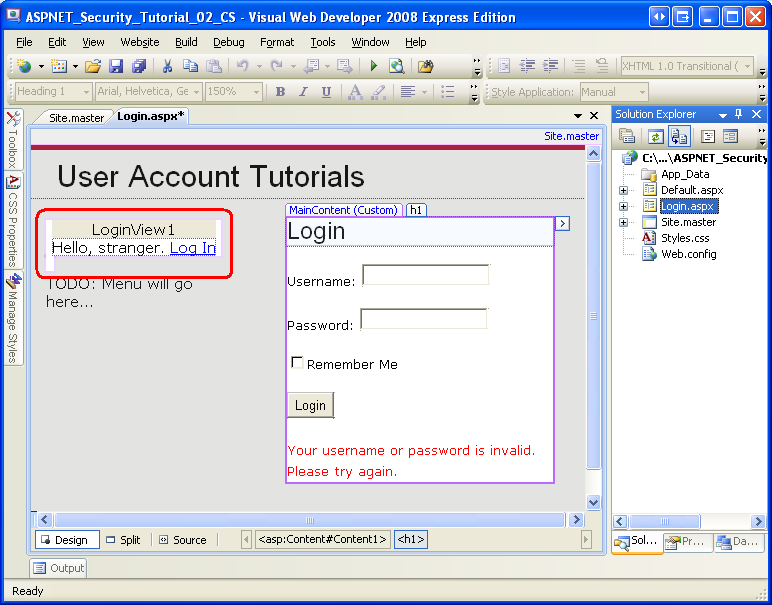 ASPNET_Security_Tutorial_02_CS - Visual Web Developer 2008 Express Edition
File Edit View Website Build Debug Format Tools Window Help
XHTML 1.0 Transitional (
Heading 1 Arial, Helvetica, Ge 150% B I U A Style Application: Manual
Toolbox
CSS Properties
Manage Styles
Site.master Login.aspx*
Site.master
User Account Tutorials
LoginView1
Hello, stranger. Log In
TODO: Menu will go
here...
MainContent (Custom) h1
Login
Username:
Password:
Remember Me
Login
Your username or password is invalid.
Please try again.
Design Split Source <asp:Content#Content1> <h1>
Solution Explorer
C:\...\ASPNET_Security
App_Data
Default.aspx
Login.aspx
Site.master
Styles.css
Web.config
Sol... Pr... Da...
Output
Ready